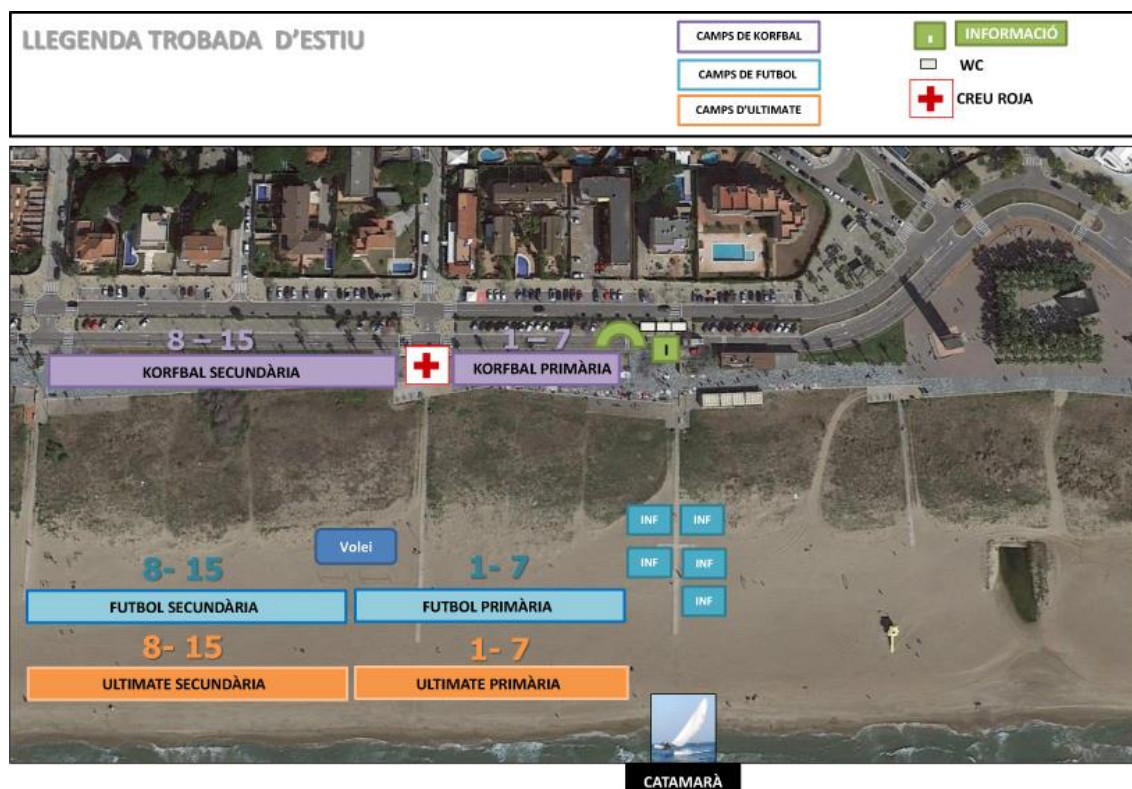 LLEGENDA TROBADA D'ESTIU
CAMPS DE KORFBAL
CAMPS DE FUTBOL
CAMPS D'ULTIMATE
INFORMACIÓ
WC
CREU ROJA
8 – 15
1 – 7
I
KORFBAL SECUNDÀRIA
KORFBAL PRIMÀRIA
INF
INF
Volei
INF
INF
8- 15
1- 7
INF
FUTBOL SECUNDÀRIA
FUTBOL PRIMÀRIA
8- 15
1- 7
ULTIMATE SECUNDÀRIA
ULTIMATE PRIMÀRIA
CATAMARÀ